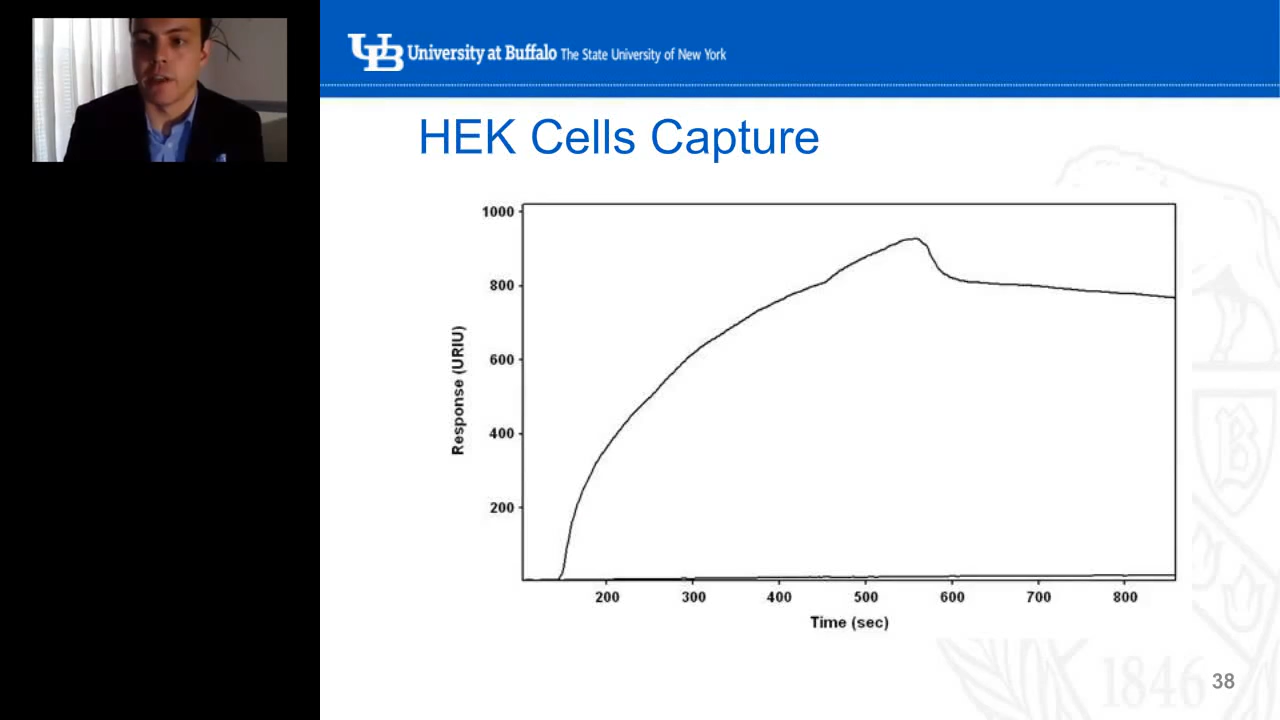 UB University at Buffalo The State University of New York
HEK Cells Capture
1000
800
600
400
200
Response (URIU)
200 300 400 500 600 700 800
Time (sec)
B
1846
38